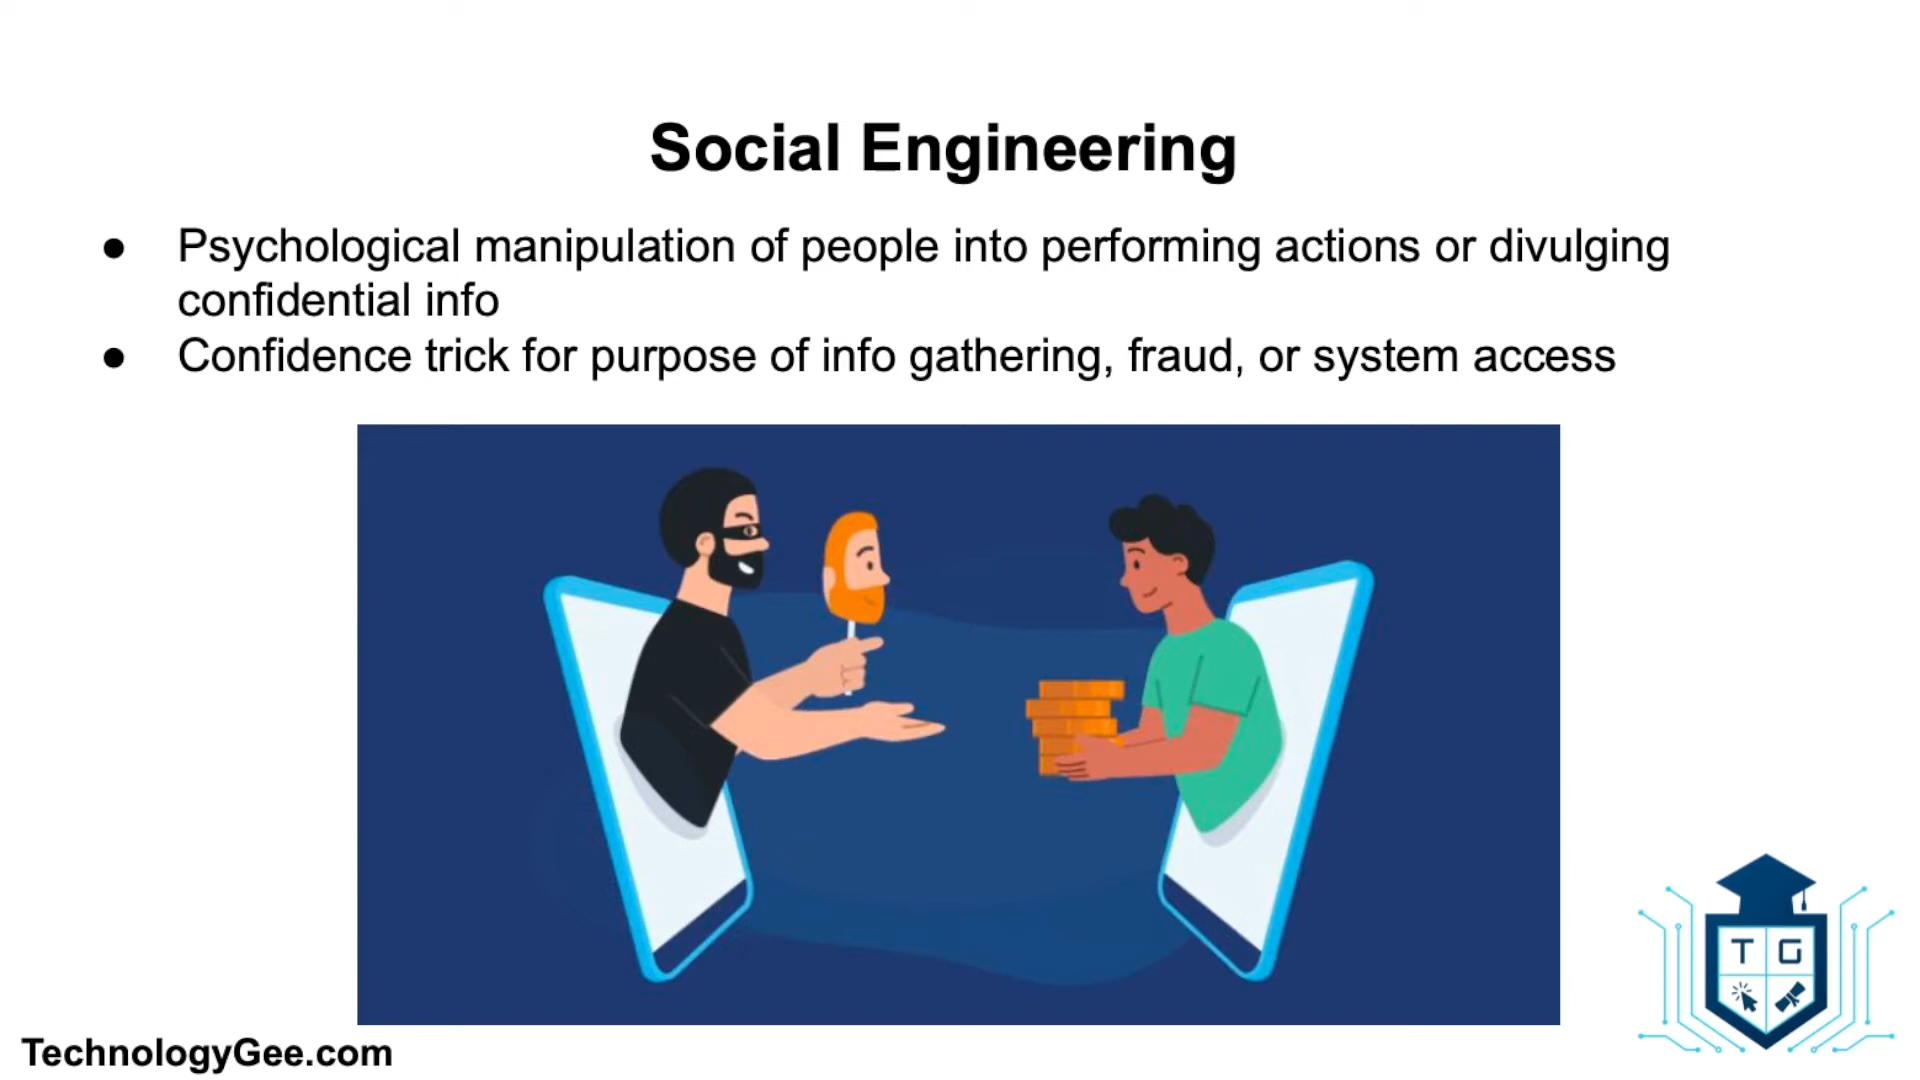 Social Engineering
● Psychological manipulation of people into performing actions or divulging
confidential info
● Confidence trick for purpose of info gathering, fraud, or system access
T G
TechnologyGee.com